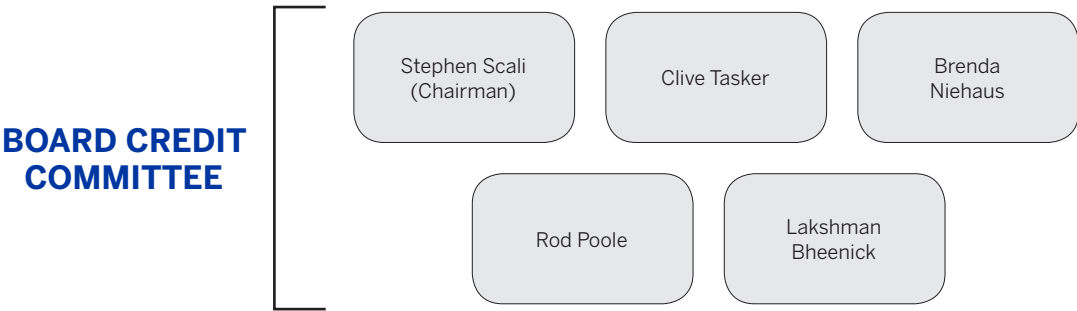 BOARD CREDIT
COMMITTEE
Stephen Scali
(Chairman)
Clive Tasker
Brenda
Niehaus
Rod Poole
Lakshman
Bheenick